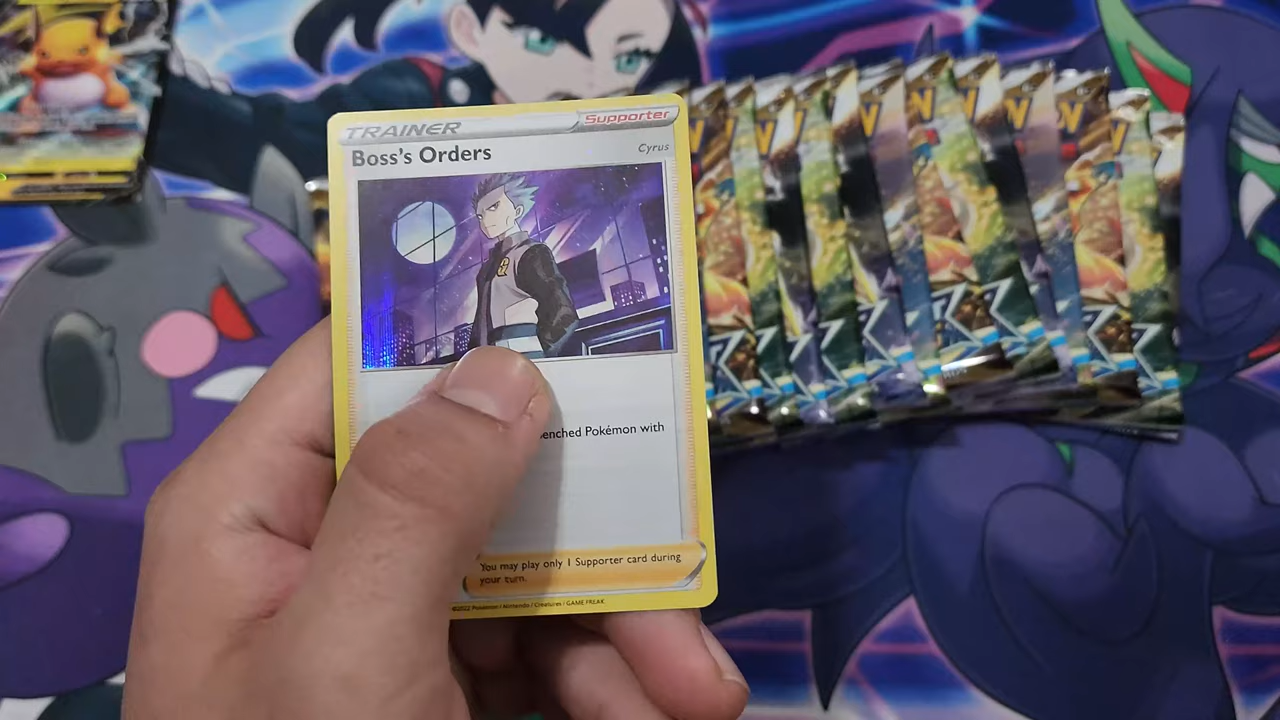 TRAINER
Supporter
Boss's Orders
Cyrus
enched Pokémon with
You may play only 1 Supporter card during
your turn.
©2022 Pokémon / Nintendo / Creatures / GAME FREAK